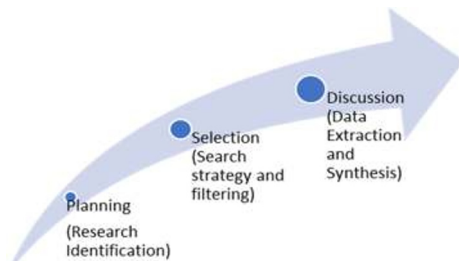 Planning
(Research
Identification)
Selection
(Search
strategy and
filtering)
Discussion
(Data
Extraction
and
Synthesis)